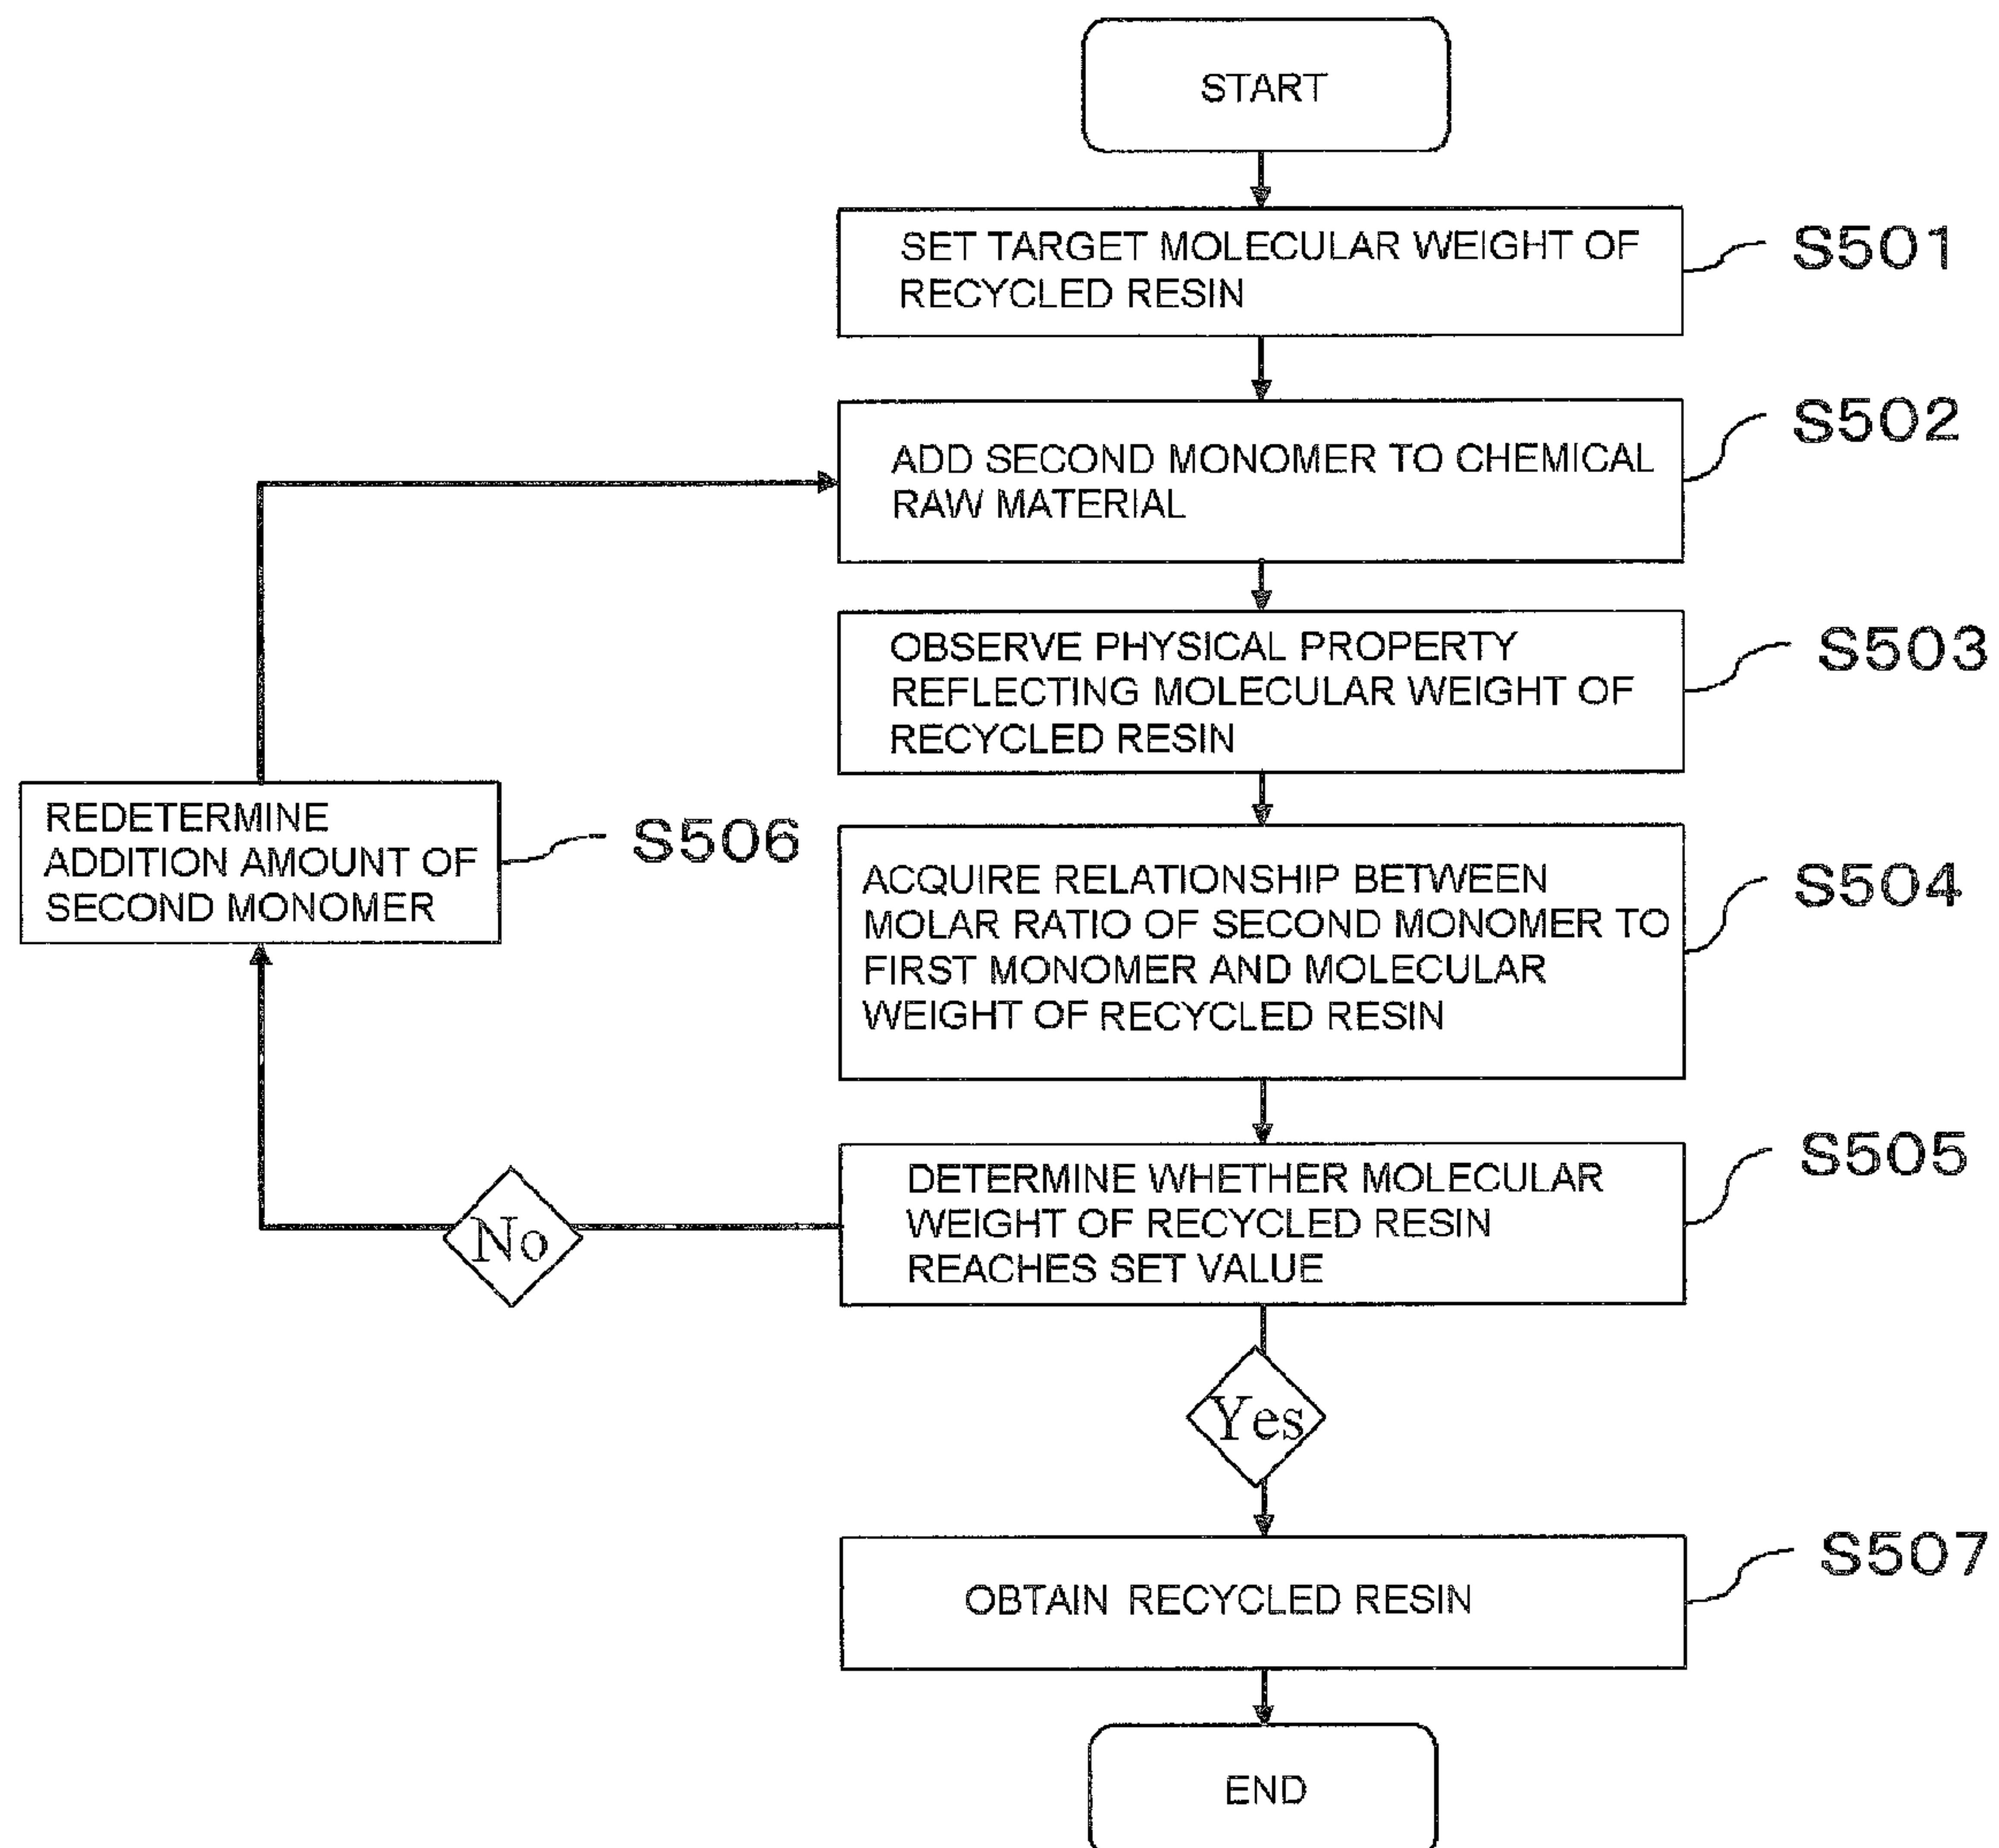 START
SET TARGET MOLECULAR WEIGHT OF
RECYCLED RESIN
S501
ADD SECOND MONOMER TO CHEMICAL
RAW MATERIAL
S502
OBSERVE PHYSICAL PROPERTY
REFLECTING MOLECULAR WEIGHT OF
RECYCLED RESIN
S503
REDETERMINE
ADDITION AMOUNT OF
SECOND MONOMER
S506
ACQUIRE RELATIONSHIP BETWEEN
MOLAR RATIO OF SECOND MONOMER TO
FIRST MONOMER AND MOLECULAR
WEIGHT OF RECYCLED RESIN
S504
DETERMINE WHETHER MOLECULAR
WEIGHT OF RECYCLED RESIN
REACHES SET VALUE
S505
No
Yes
OBTAIN RECYCLED RESIN
S507
END